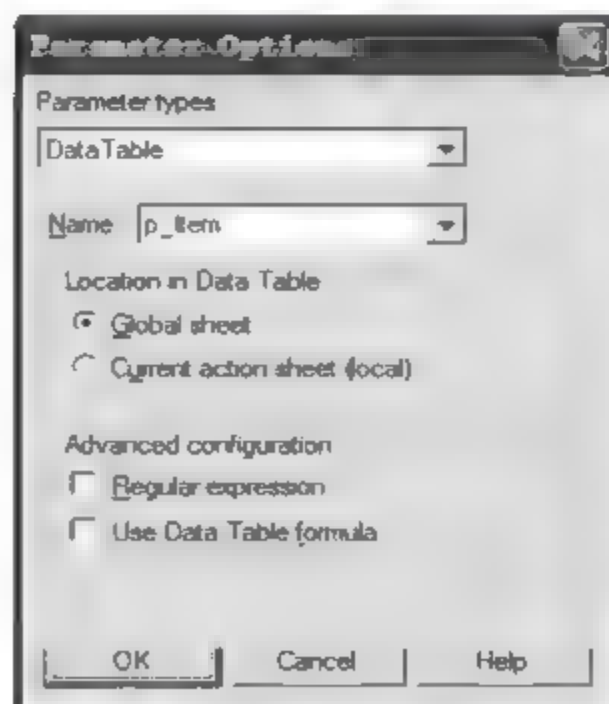 Parameter Options
Parameter types
DataTable
Name p_Item
Location in Data Table
Global sheet
Current action sheet (local)
Advanced configuration
Regular expression
Use Data Table formula
OK Cancel Help